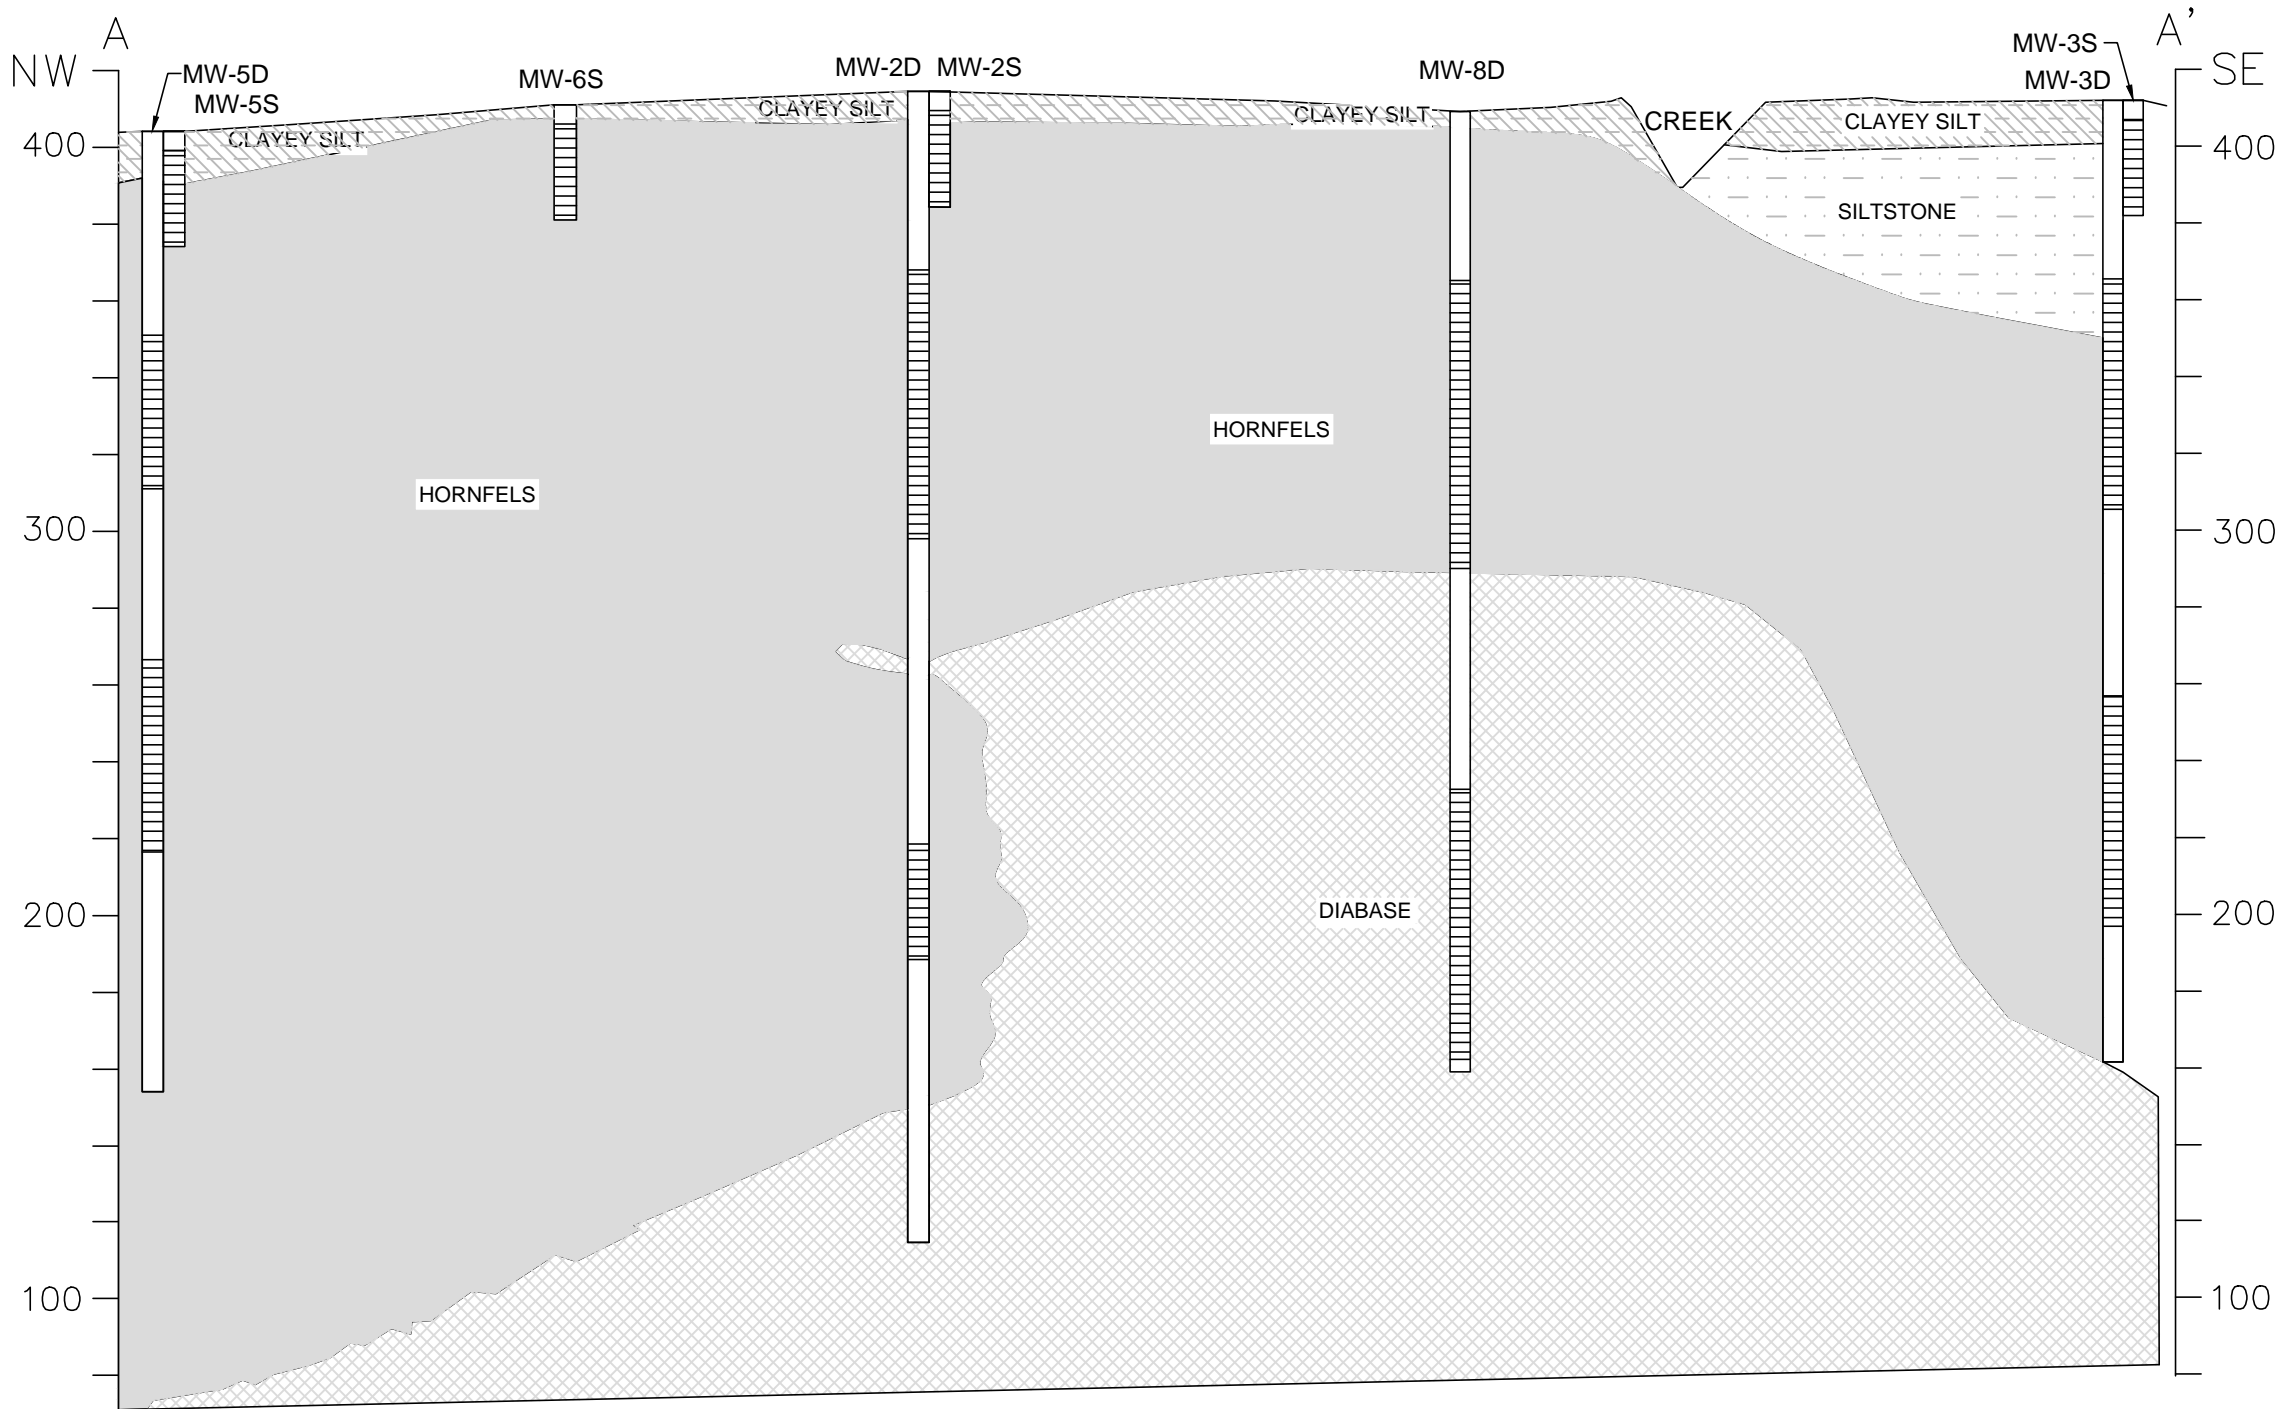 A
A'
NW
SE
MW-5D
MW-5S
MW-6S
MW-2D
MW-2S
MW-8D
MW-3S
MW-3D
CLAYEY SILT
CLAYEY SILT
CLAYEY SILT
CREEK
CLAYEY SILT
400
400
SILTSTONE
HORNFELS
HORNFELS
300
300
DIABASE
200
200
100
100